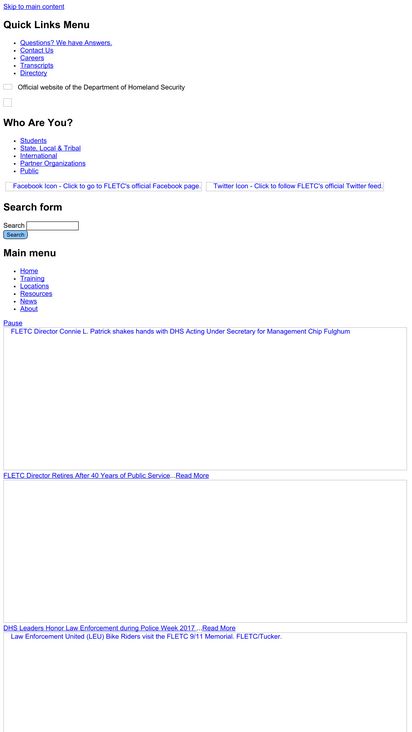 Skip to main content
Quick Links Menu
Questions? We have Answers.
Contact Us
Careers
Transcripts
Directory
Official website of the Department of Homeland Security
Who Are You?
Students
State, Local & Tribal
International
Partner Organizations
Public
Facebook Icon - Click to go to FLETC's official Facebook page. Twitter Icon - Click to follow FLETC's official Twitter feed.
Search form
Search
Search
Main menu
Home
Training
Locations
Resources
News
About
Pause
FLETC Director Connie L. Patrick shakes hands with DHS Acting Under Secretary for Management Chip Fulghum
FLETC Director Retires After 40 Years of Public Service...Read More
DHS Leaders Honor Law Enforcement during Police Week 2017 ...Read More
Law Enforcement United (LEU) Bike Riders visit the FLETC 9/11 Memorial. FLETC/Tucker.